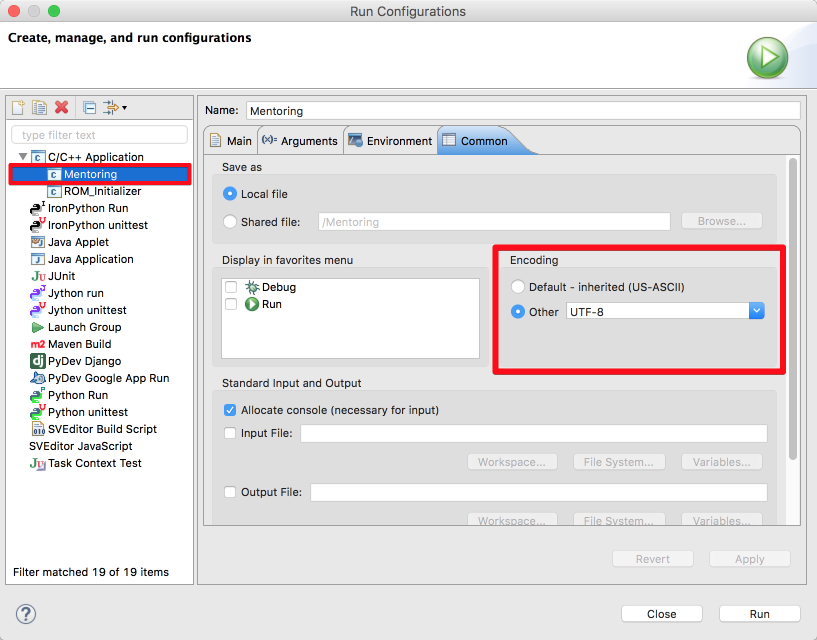 Run Configurations
Create, manage, and run configurations
type filter text
C/C++ Application
Mentoring
ROM_Initializer
IronPython Run
IronPython unittest
Java Applet
Java Application
JUnit
Jython run
Jython unittest
Launch Group
Maven Build
PyDev Django
PyDev Google App Run
Python Run
Python unittest
SVEditor Build Script
SVEditor JavaScript
Task Context Test
Filter matched 19 of 19 items
Name: Mentoring
Main Arguments Environment Common
Save as
Local file
Shared file: /Mentoring Browse...
Display in favorites menu
Debug
Run
Encoding
Default - inherited (US-ASCII)
Other UTF-8
Standard Input and Output
Allocate console (necessary for input)
Input File:
Workspace... File System... Variables...
Output File:
Workspace... File System... Variables...
Revert Apply
? Close Run